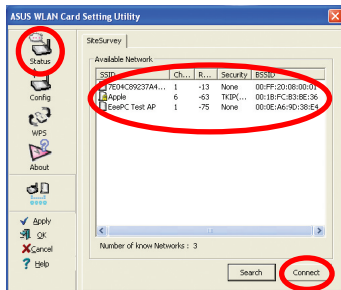 ASUS WLAN Card Setting Utility
Status
Config
WPS
About
Apply
OK
Cancel
Help
SiteSurvey
Available Network
SSID Ch... R... Security BSSID
7E04C89237A4... 1 -13 None 00:FF:20:08:00:01
Apple 6 -63 TKIP(... 00:1B:FC:B3:8E:36
EeePC Test AP 1 -75 None 00:0E:A6:9D:38:E4
Number of know Networks : 3
Search Connect